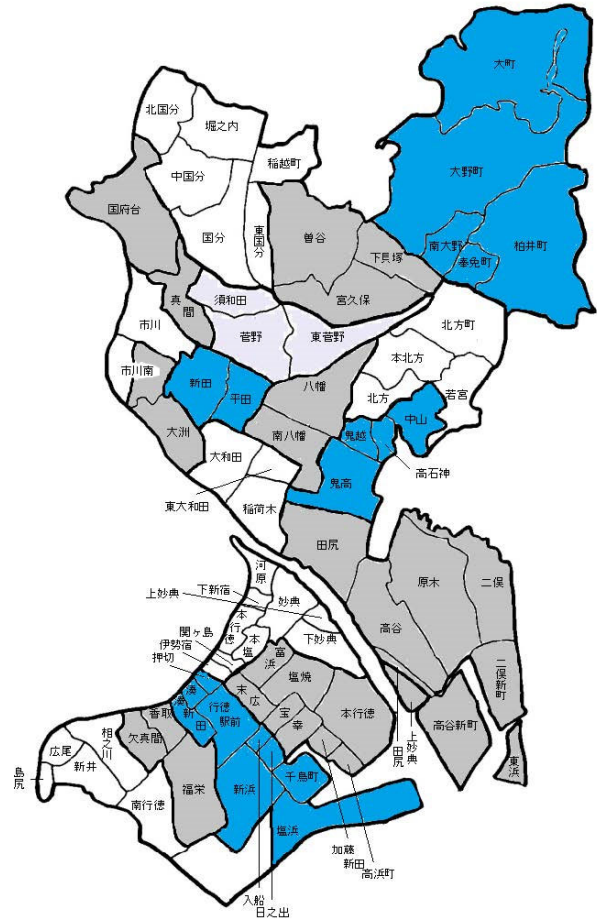 大町
北国分
堀之内
稲越町
中国分
大野町
国府台
国分
東国分
曽谷
下貝塚
南大野
奉免町
柏井町
真間
須和田
宮久保
市川
菅野
東菅野
北方町
本北方
市川南
新田
平田
八幡
北方
若宮
大洲
南八幡
鬼越
中山
大和田
高石神
東大和田
稲荷木
鬼高
田尻
河原
原木
二俣
上妙典
下新宿
妙典
本行徳
高谷
関ヶ島
本塩
下妙典
伊勢宿
押切
富浜
塩焼
二俣新町
湊
行徳駅前
末広
本行徳
高谷新町
香取
湊新田
宝
幸
田尻
上妙典
東浜
相之川
欠真間
広尾
新井
島尻
福栄
新浜
千鳥町
南行徳
塩浜
加藤新田
高浜町
入船
日之出